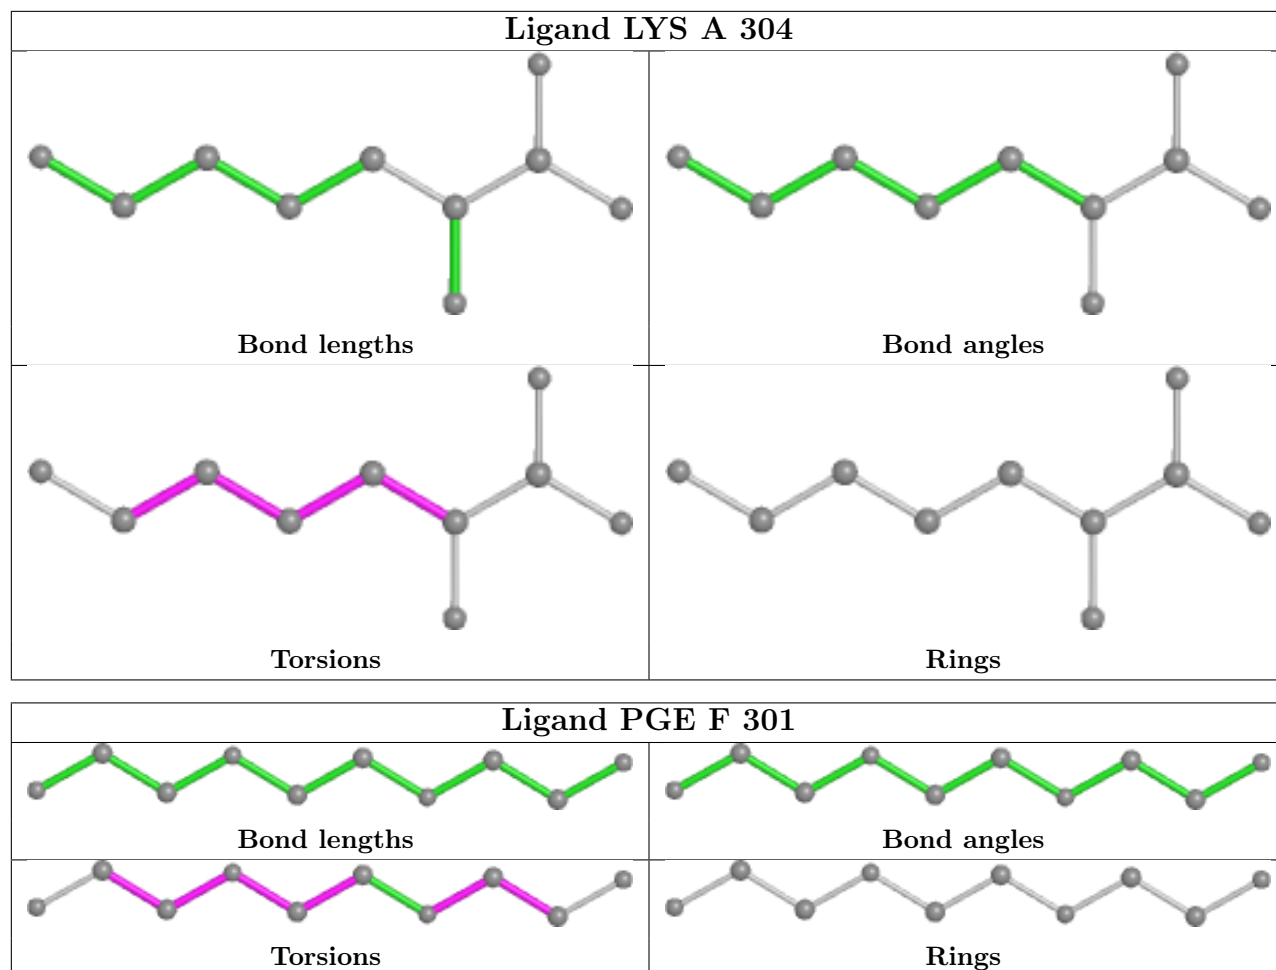 Ligand LYS A 304
Bond lengths
Bond angles
Torsions
Rings
Ligand PGE F 301
Bond lengths
Bond angles
Torsions
Rings